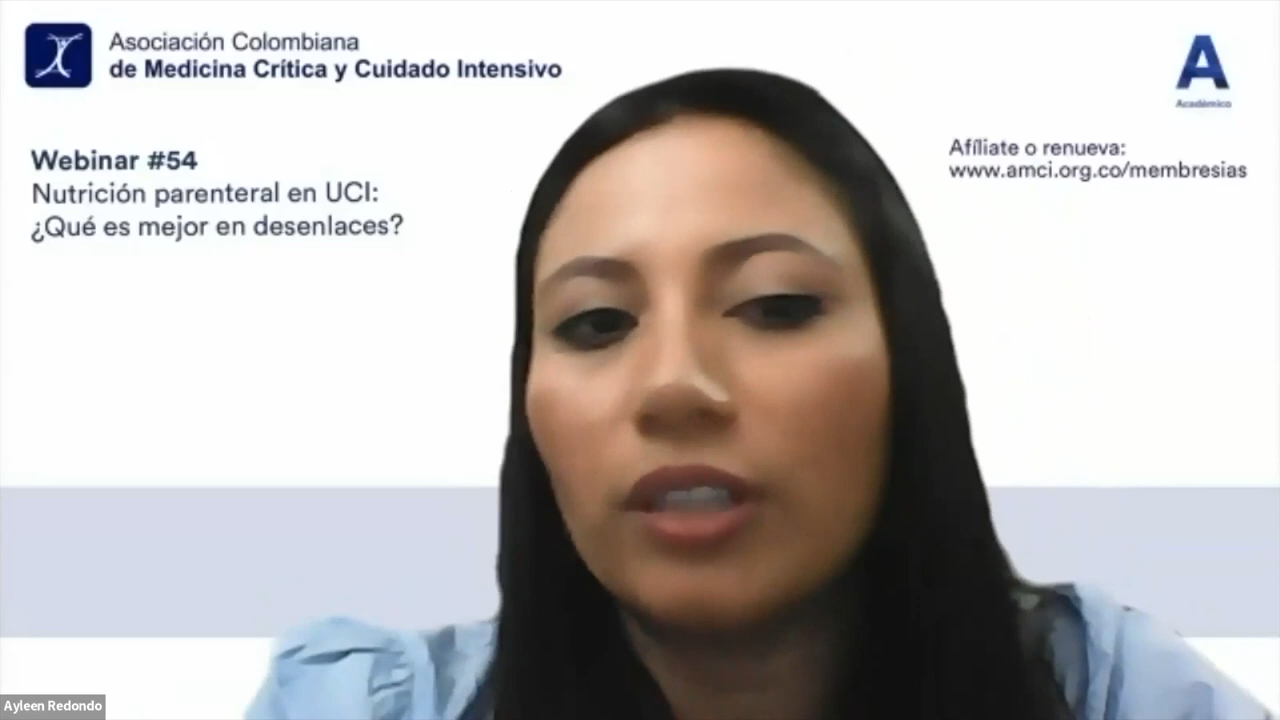 Asociación Colombiana
de Medicina Crítica y Cuidado Intensivo
A
Académico
Webinar #54
Nutrición parenteral en UCI:
¿Qué es mejor en desenlaces?
Afíliate o renueva:
www.amci.org.co/membresias
Ayleen Redondo